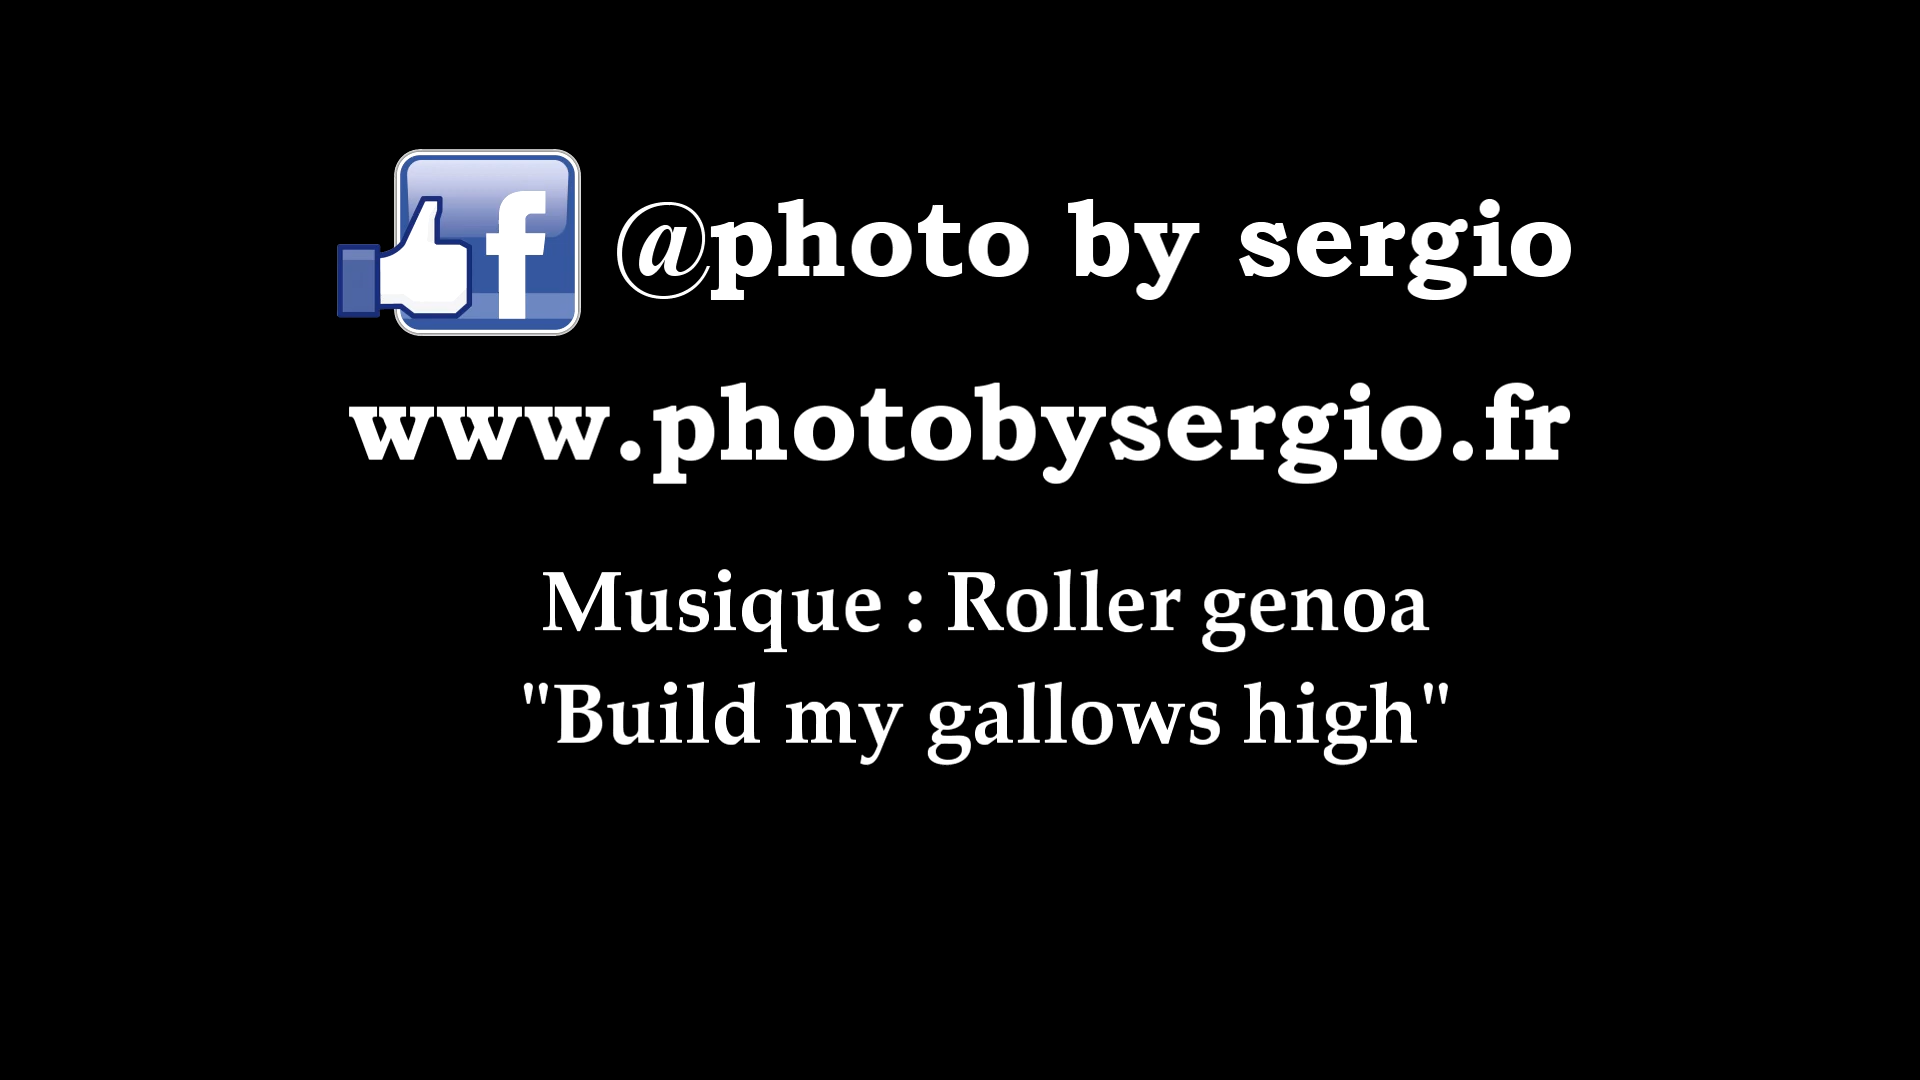 f @photo by sergio
www.photobysergio.fr
Musique : Roller genoa
"Build my gallows high"